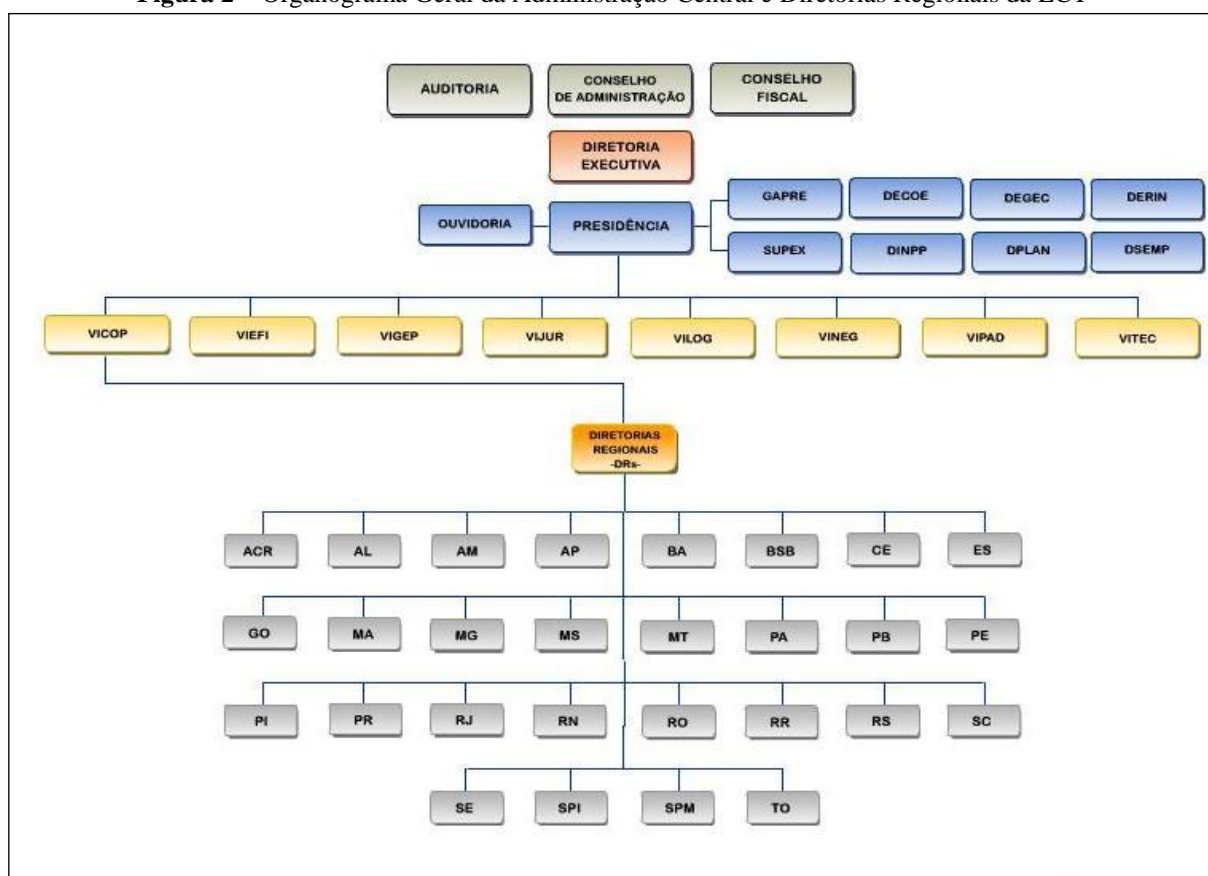 Figura 2 – Organograma Geral da Administração Central e Diretorias Regionais da ECT
AUDITORIA
CONSELHO
DE ADMINISTRAÇÃO
CONSELHO
FISCAL
DIRETORIA
EXECUTIVA
OUVIDORIA
PRESIDÊNCIA
GAPRE
DECOE
DEGEC
DERIN
SUPEX
DINPP
DPLAN
DSEMP
VICOP
VIEFI
VIGEP
VIJUR
VILOG
VINEG
VIPAD
VITEC
DIRETORIAS
REGIONAIS
-DRs-
ACR
AL
AM
AP
BA
BSB
CE
ES
GO
MA
MG
MS
MT
PA
PB
PE
PI
PR
RJ
RN
RO
RR
RS
SC
SE
SPI
SPM
TO